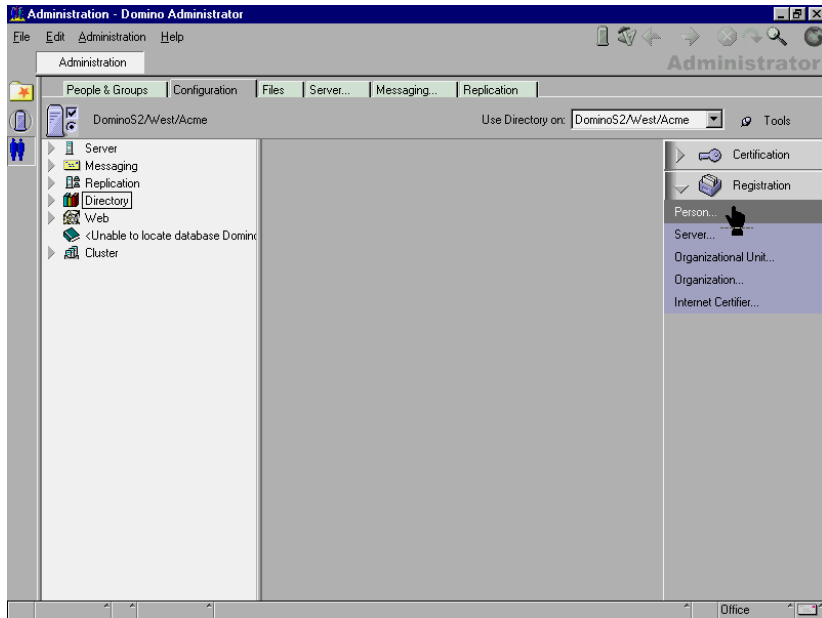 Administration - Domino Administrator
File Edit Administration Help
Administration
Administrator
People & Groups Configuration Files Server... Messaging... Replication
DominoS2/West/Acme Use Directory on: DominoS2/West/Acme Tools
Server
Messaging
Replication
Directory
Web
<Unable to locate database Domino
Cluster
Certification
Registration
Person...
Server...
Organizational Unit...
Organization...
Internet Certifier...
Office